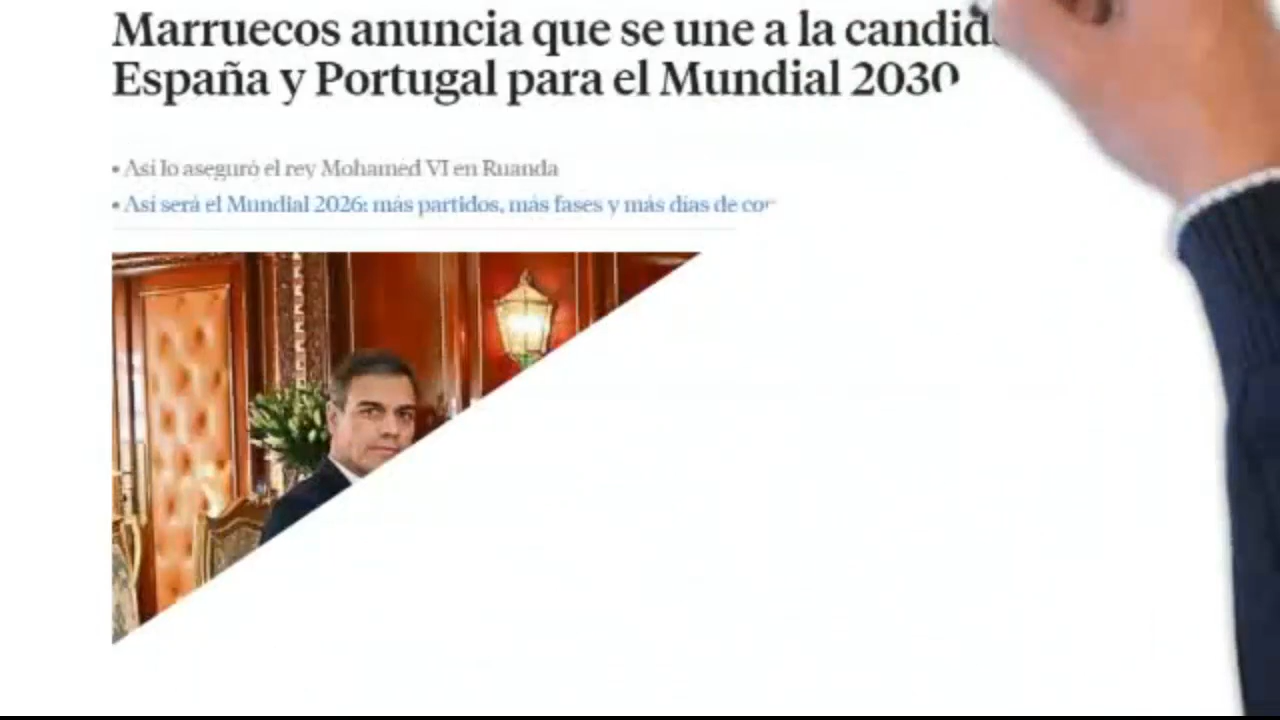 Marruecos anuncia que se une a la
España y Portugal para el Mundial 2030
• Así lo aseguró el rey Mohamed VI en Ruanda
• Así será el Mundial 2026: más partidos, más fases y más días de